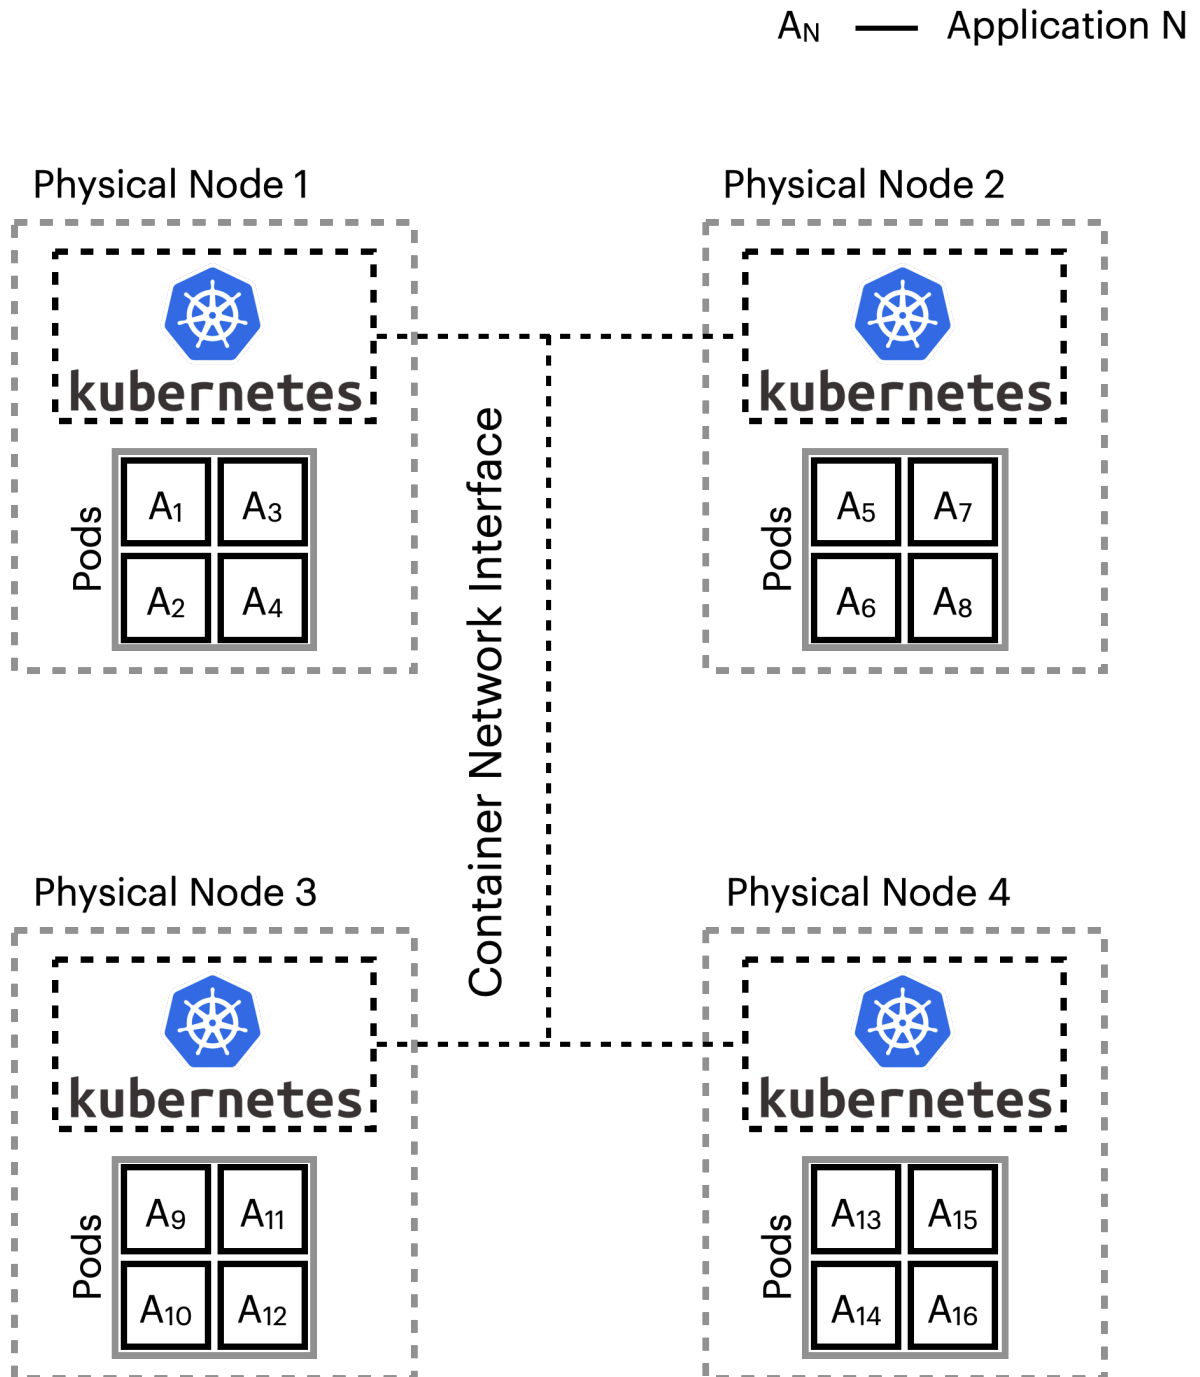 A_N — Application N
Physical Node 1
Physical Node 2
kubernetes
kubernetes
Pods
A1 A3
A2 A4
Container Network Interface
Pods
A5 A7
A6 A8
Physical Node 3
Physical Node 4
kubernetes
kubernetes
Pods
A9 A11
A10 A12
Pods
A13 A15
A14 A16